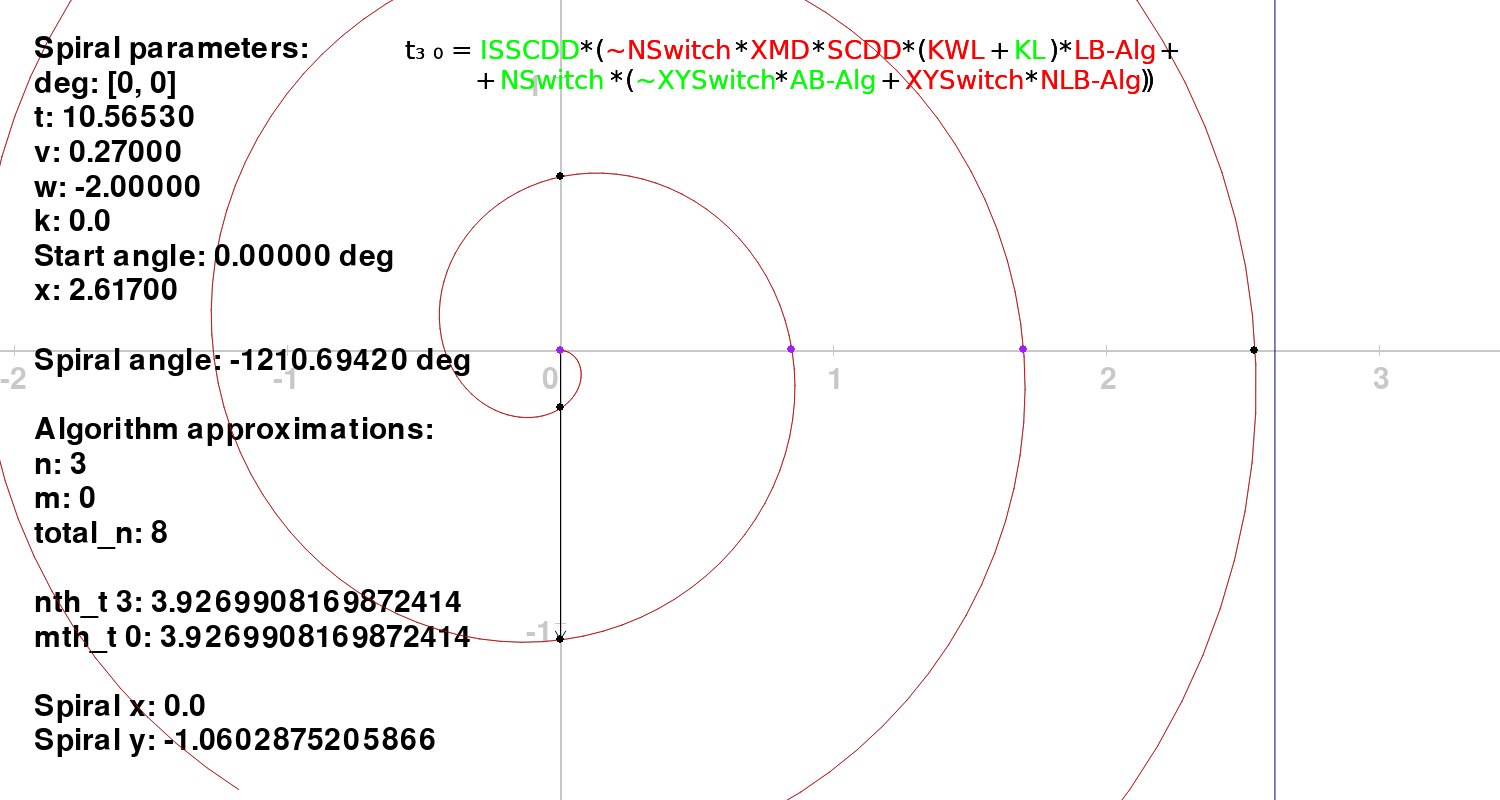 Spiral parameters:
deg: [0, 0]
t: 10.56530
v: 0.27000
w: -2.00000
k: 0.0
Start angle: 0.00000 deg
x: 2.61700
Spiral angle: -1210.69420 deg
Algorithm approximations:
n: 3
m: 0
total_n: 8
nth_t 3: 3.9269908169872414
mth_t 0: 3.9269908169872414
Spiral x: 0.0
Spiral y: -1.0602875205866
t₃ ₀ = ISSCDD*(~NSwitch*XMD*SCDD*(KWL+KL)*LB-Alg+
+NSwitch*(~XYSwitch*AB-Alg+XYSwitch*NLB-Alg))
1
-2 -1 0 1 2 3
-1